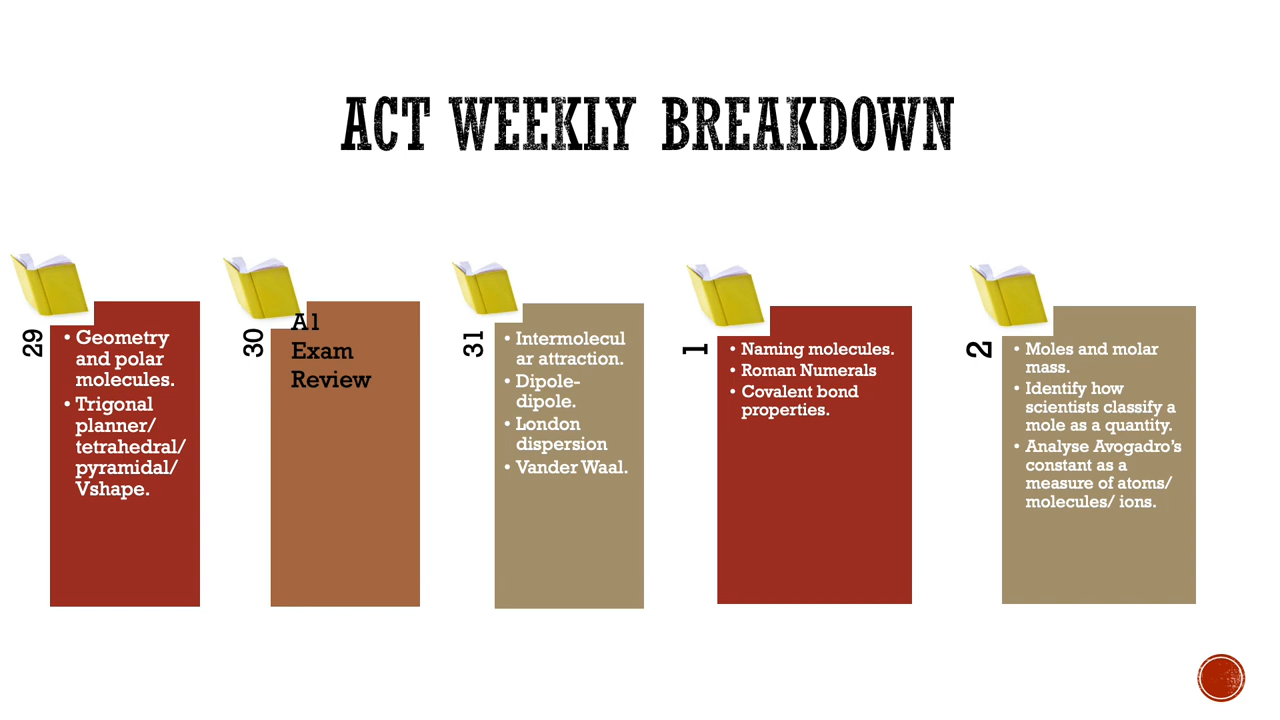 ACT WEEKLY BREAKDOWN
29
• Geometry
and polar
molecules.
• Trigonal
planner/
tetrahedral/
pyramidal/
Vshape.
30
A1
Exam
Review
31
• Intermolecul
ar attraction.
• Dipole-
dipole.
• London
dispersion
• Vander Waal.
1
• Naming molecules.
• Roman Numerals
• Covalent bond
properties.
2
• Moles and molar
mass.
• Identify how
scientists classify a
mole as a quantity.
• Analyse Avogadro's
constant as a
measure of atoms/
molecules/ ions.